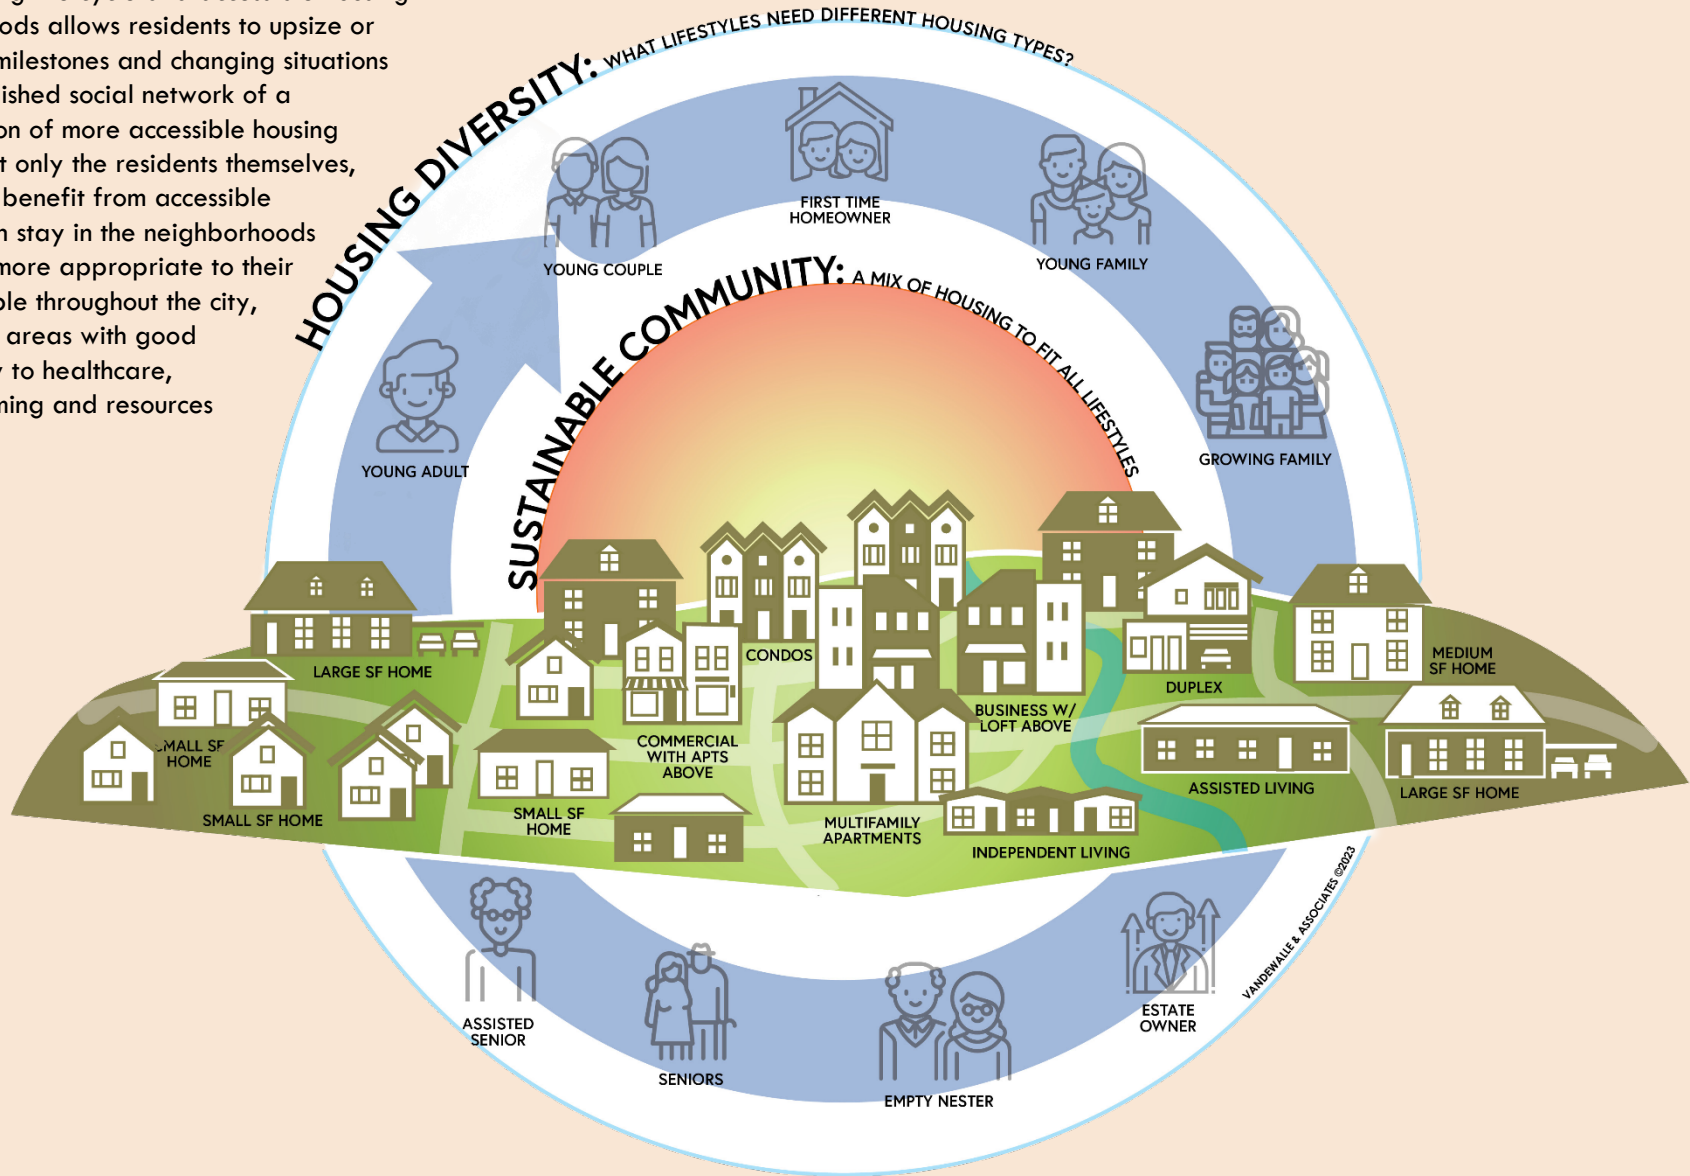 ods allows residents to upsize or
milestones and changing situations
ished social network of a
on of more accessible housing
t only the residents themselves,
benefit from accessible
n stay in the neighborhoods
more appropriate to their
ple throughout the city,
areas with good
y to healthcare,
ming and resources
HOUSING DIVERSITY: WHAT LIFESTYLES NEED DIFFERENT HOUSING TYPES?
YOUNG ADULT
YOUNG COUPLE
FIRST TIME
HOMEOWNER
YOUNG FAMILY
GROWING FAMILY
SUSTAINABLE COMMUNITY: A MIX OF HOUSING TO FIT ALL LIFESTYLES
LARGE SF HOME
CONDOS
MEDIUM
SF HOME
DUPLEX
BUSINESS W/
LOFT ABOVE
SMALL SF
HOME
COMMERCIAL
WITH APTS
ABOVE
ASSISTED LIVING
LARGE SF HOME
SMALL SF HOME
SMALL SF
HOME
MULTIFAMILY
APARTMENTS
INDEPENDENT LIVING
ASSISTED
SENIOR
SENIORS
EMPTY NESTER
ESTATE
OWNER
VANDEWALLE & ASSOCIATES ©2023